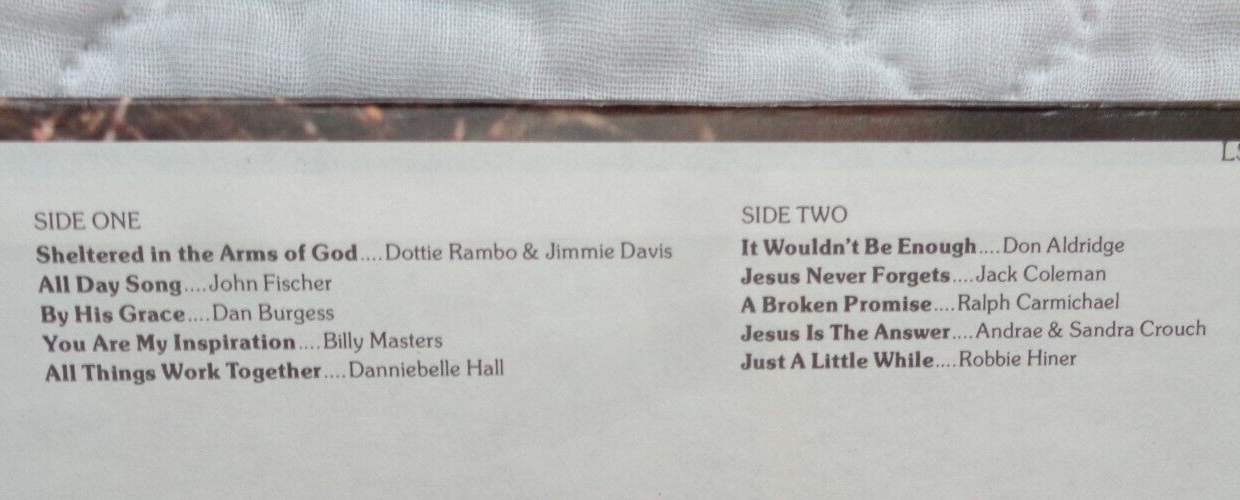 SIDE ONE
Sheltered in the Arms of God....Dottie Rambo & Jimmie Davis
All Day Song....John Fischer
By His Grace....Dan Burgess
You Are My Inspiration....Billy Masters
All Things Work Together....Danniebelle Hall
SIDE TWO
It Wouldn't Be Enough....Don Aldridge
Jesus Never Forgets....Jack Coleman
A Broken Promise....Ralph Carmichael
Jesus Is The Answer....Andrae & Sandra Crouch
Just A Little While....Robbie Hiner